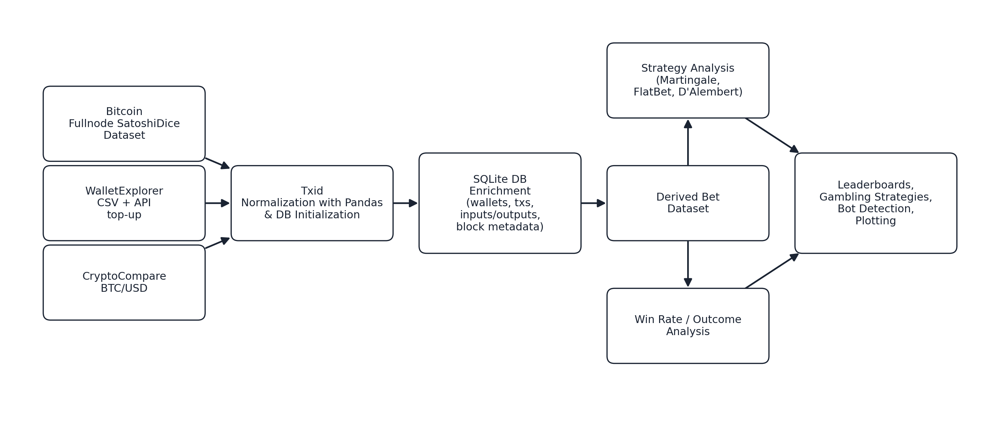 Bitcoin
Fullnode SatoshiDice
Dataset
WalletExplorer
CSV + API
top-up
CryptoCompare
BTC/USD
Txid
Normalization with Pandas
& DB Initialization
SQLite DB
Enrichment
(wallets, txs,
inputs/outputs,
block metadata)
Strategy Analysis
(Martingale,
FlatBet, D'Alembert)
Derived Bet
Dataset
Win Rate / Outcome
Analysis
Leaderboards,
Gambling Strategies,
Bot Detection,
Plotting